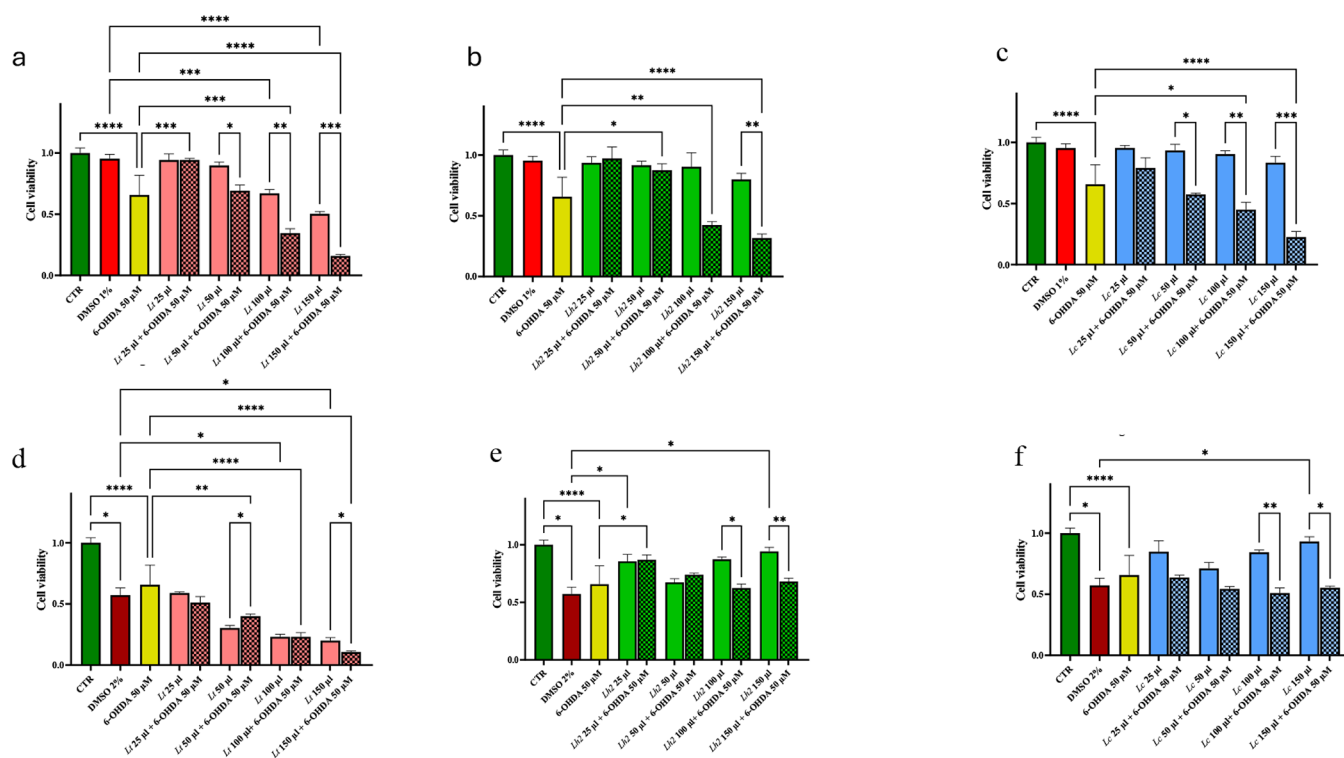 a
****
****
***
***
****
***
*
**
***
Cell viability
1.0
0.5
0.0
CTR
DMSO 1%
6-OHDA 50 µM
Lt 25 µl
Lt 25 µl + 6-OHDA 50 µM
Lt 50 µl
Lt 50 µl + 6-OHDA 50 µM
Lt 100 µl
Lt 100 µl+ 6-OHDA 50 µM
Lt 150 µl
Lt 150 µl+ 6-OHDA 50 µM
b
****
**
****
*
**
Cell viability
1.0
0.5
0.0
CTR
DMSO 1%
6-OHDA 50 µM
Lh2 25 µl
Lh2 25 µl + 6-OHDA 50 µM
Lh2 50 µl
Lh2 50 µl + 6-OHDA 50 µM
Lh2 100 µl
Lh2 100 µl + 6-OHDA 50 µM
Lh2 150 µl
Lh2 150 µl + 6-OHDA 50 µM
c
****
*
****
*
**
***
Cell viability
1.0
0.5
0.0
CTR
DMSO 1%
6-OHDA 50 µM
Lc 25 µl
Lc 25 µl + 6-OHDA 50 µM
Lc 50 µl
Lc 50 µl + 6-OHDA 50 µM
Lc 100 µl
Lc 100 µl+ 6-OHDA 50 µM
Lc 150 µl
Lc 150 µl + 6-OHDA 50 µM
d
*
****
*
****
****
**
*
*
*
Cell viability
1.0
0.5
0.0
CTR
DMSO 2%
6-OHDA 50 µM
Lt 25 µl
Lt 25 µl + 6-OHDA 50 µM
Lt 50 µl
Lt 50 µl + 6-OHDA 50 µM
Lt 100 µl
Lt 100 µl+ 6-OHDA 50 µM
Lt 150 µl
Lt 150 µl + 6-OHDA 50 µM
e
*
*
****
*
*
*
**
Cell viability
1.0
0.5
0.0
CTR
DMSO 2%
6-OHDA 50 µM
Lh2 25 µl
Lh2 25 µl + 6-OHDA 50 µM
Lh2 50 µl
Lh2 50 µl + 6-OHDA 50 µM
Lh2 100 µl
Lh2 100 µl + 6-OHDA 50 µM
Lh2 150 µl
Lh2 150 µl + 6-OHDA 50 µM
f
*
****
*
**
*
Cell viability
1.0
0.5
0.0
CTR
DMSO 2%
6-OHDA 50 µM
Lc 25 µl
Lc 25 µl + 6-OHDA 50 µM
Lc 50 µl
Lc 50 µl + 6-OHDA 50 µM
Lc 100 µl
Lc 100 µl+ 6-OHDA 50 µM
Lc 150 µl
Lc 150 µl + 6-OHDA 50 µM